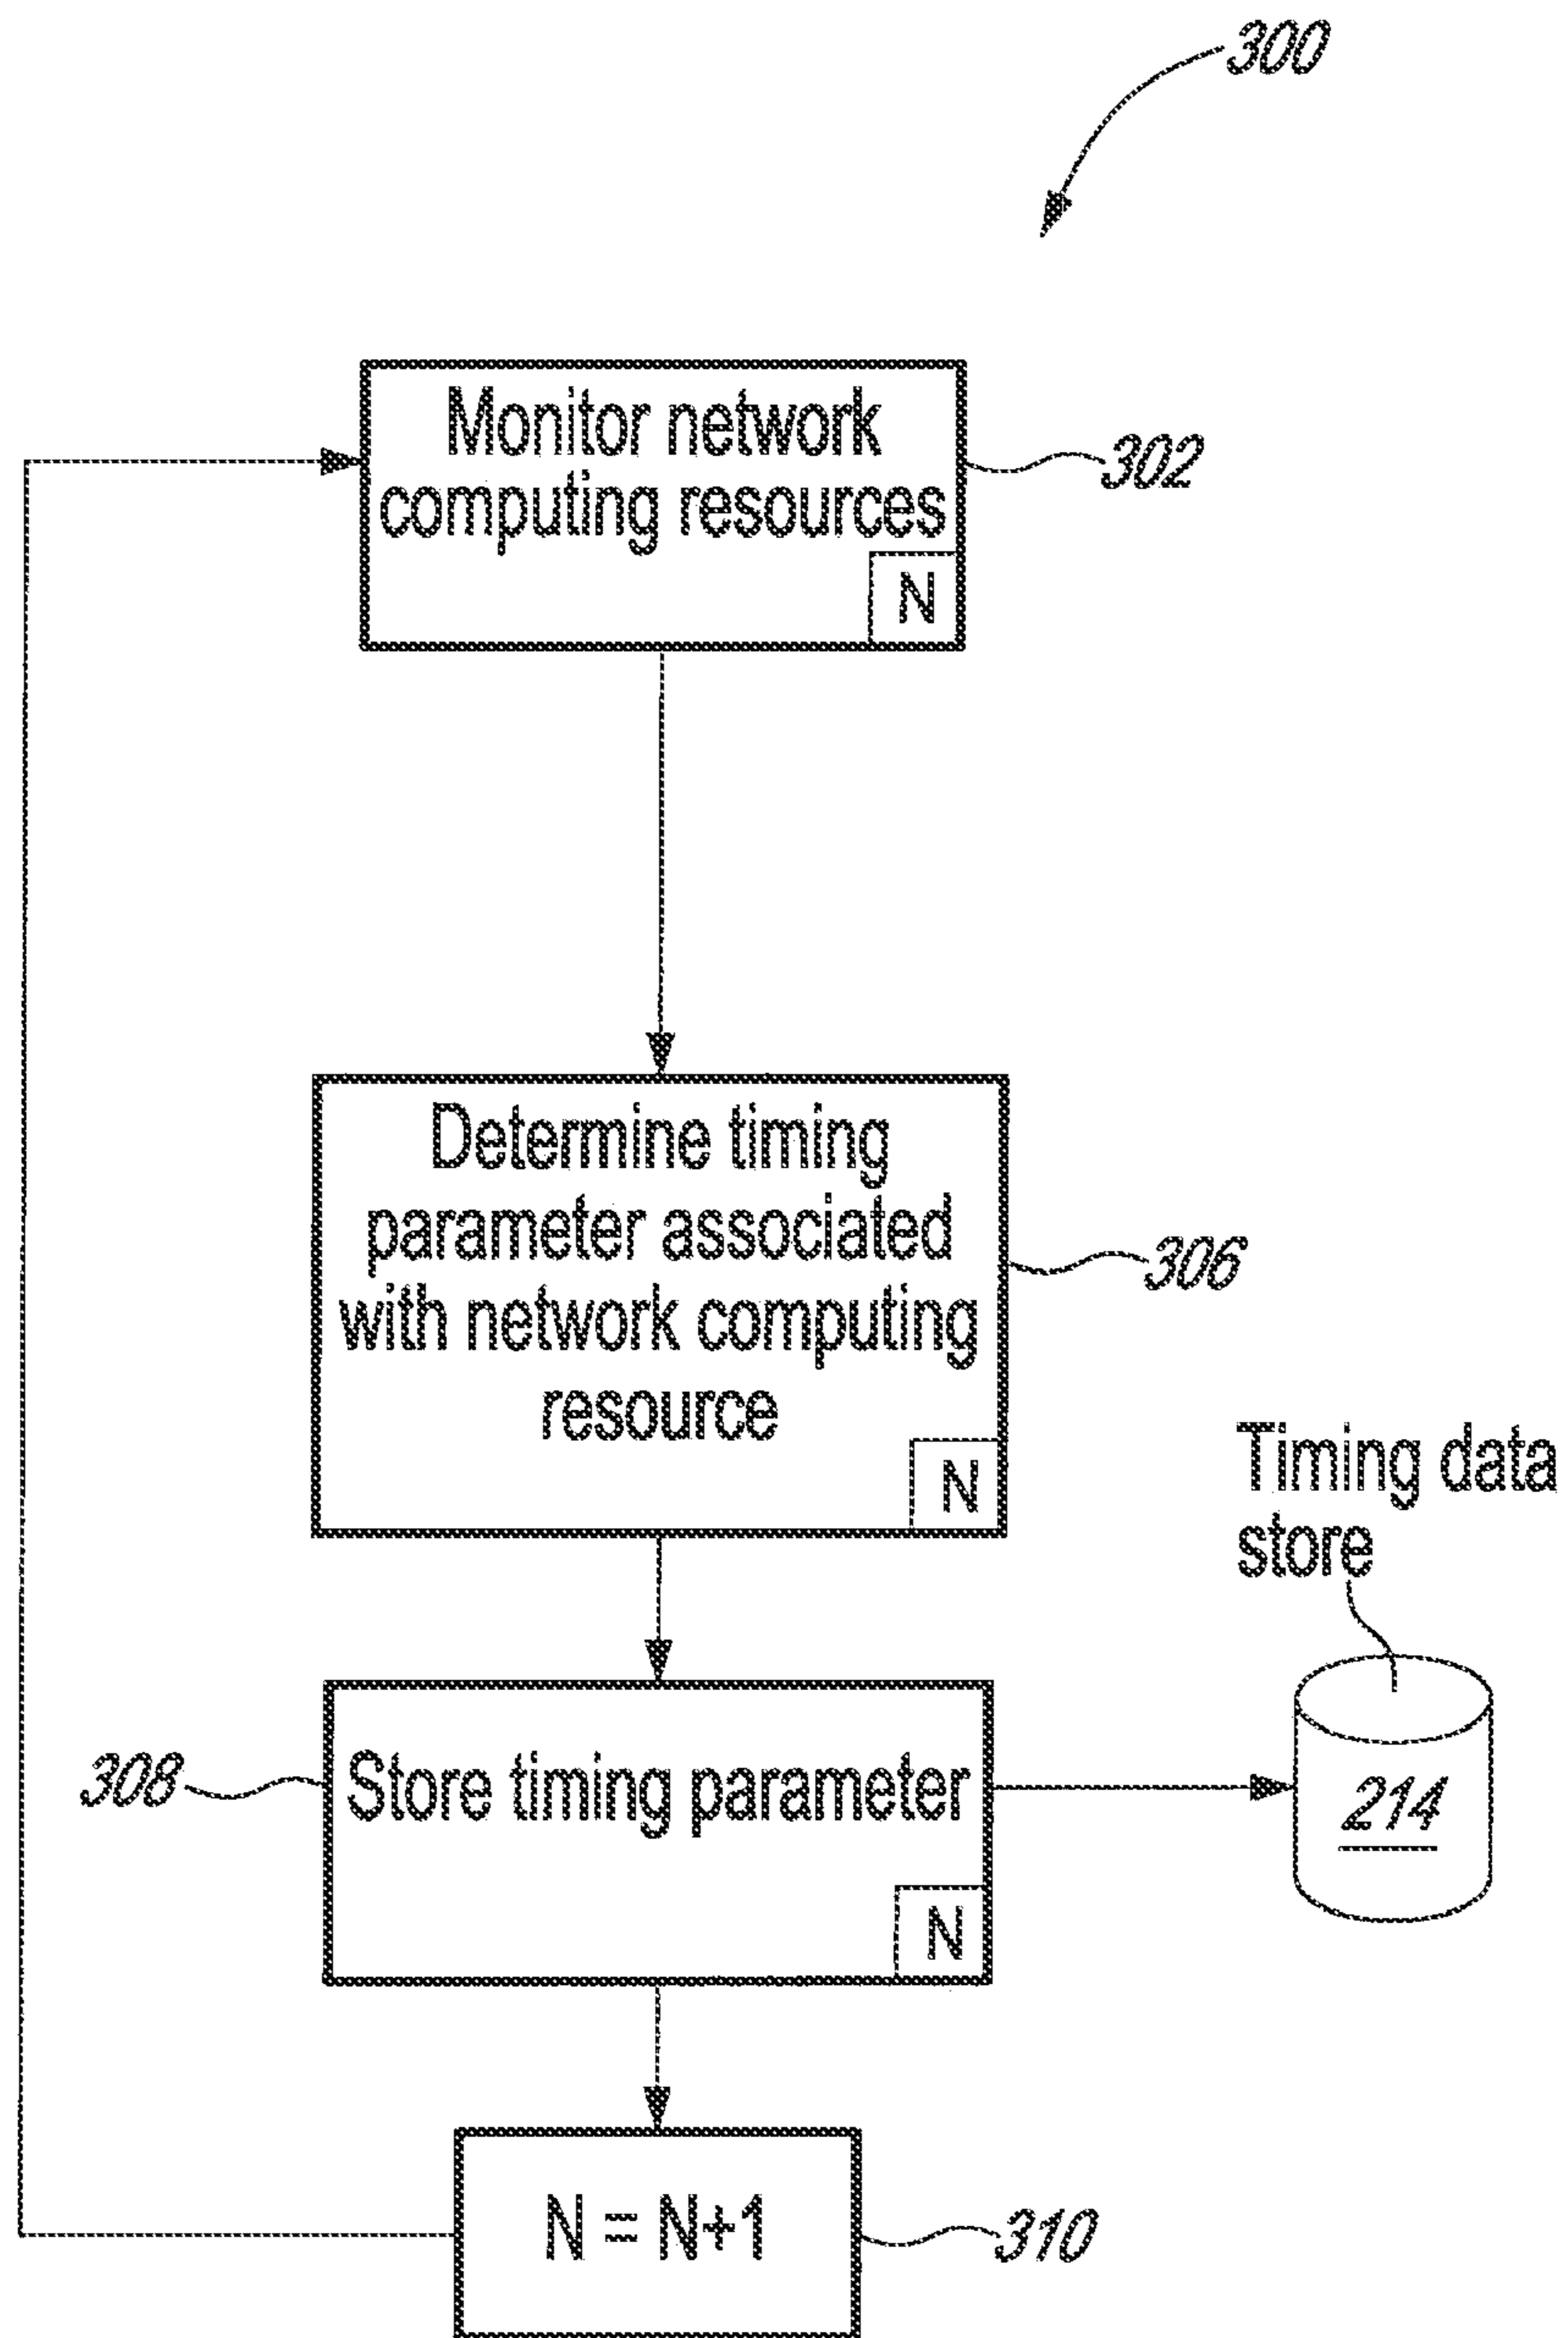 300
Monitor network
computing resources
N
302
Determine timing
parameter associated
with network computing
resource
N
306
Timing data
store
214
308
Store timing parameter
N
N = N+1
310